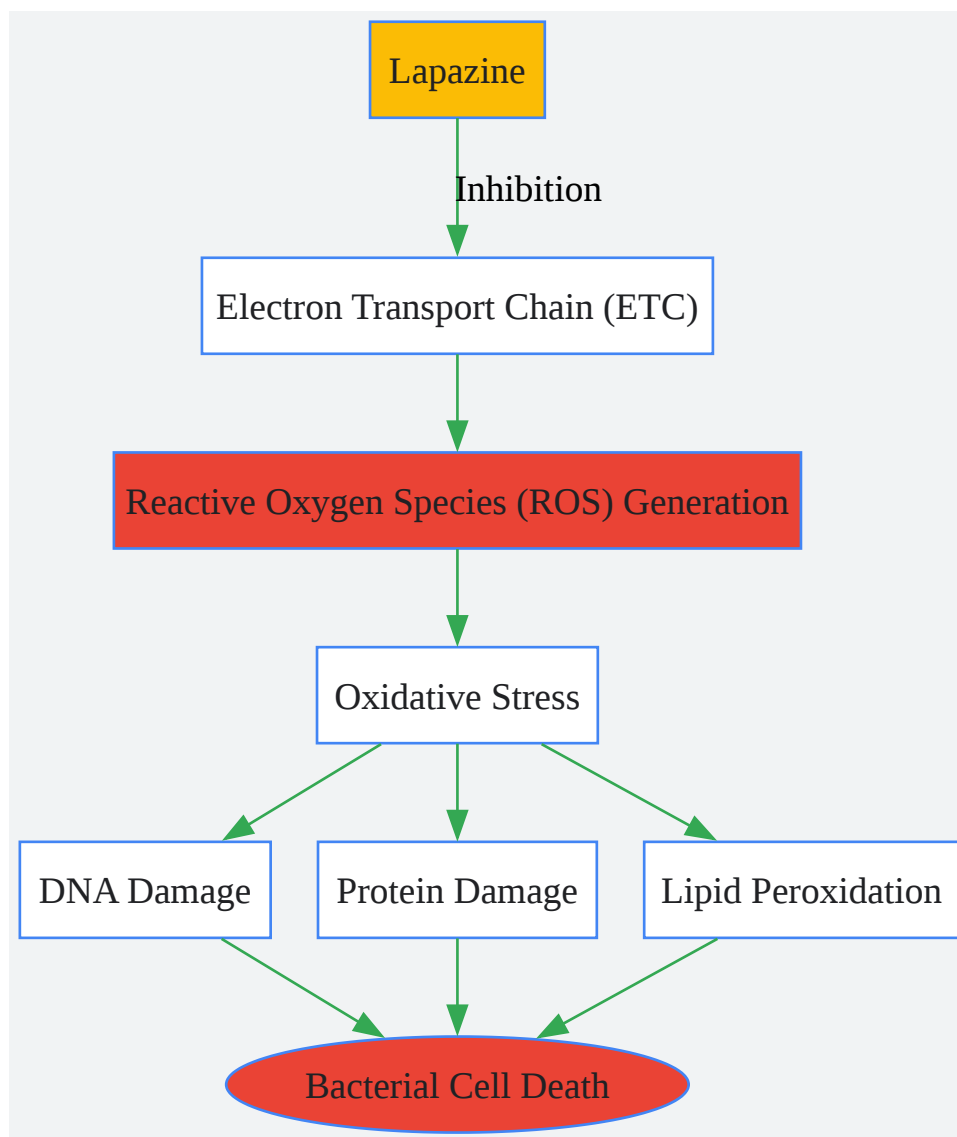 Lapazine
Inhibition
Electron Transport Chain (ETC)
Reactive Oxygen Species (ROS) Generation
Oxidative Stress
DNA Damage
Protein Damage
Lipid Peroxidation
Bacterial Cell Death